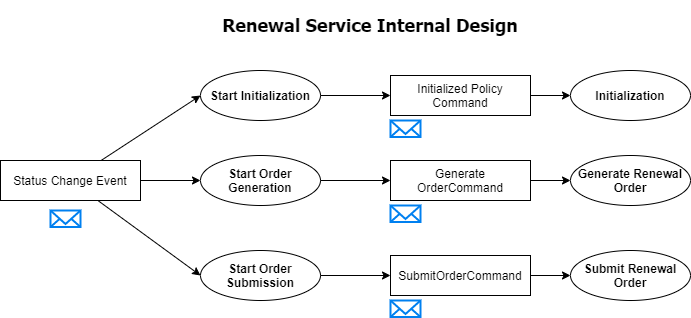 Renewal Service Internal Design
Start Initialization
Initialized Policy
Command
Initialization
Status Change Event
Start Order
Generation
Generate
OrderCommand
Generate Renewal
Order
Start Order
Submission
SubmitOrderCommand
Submit Renewal
Order